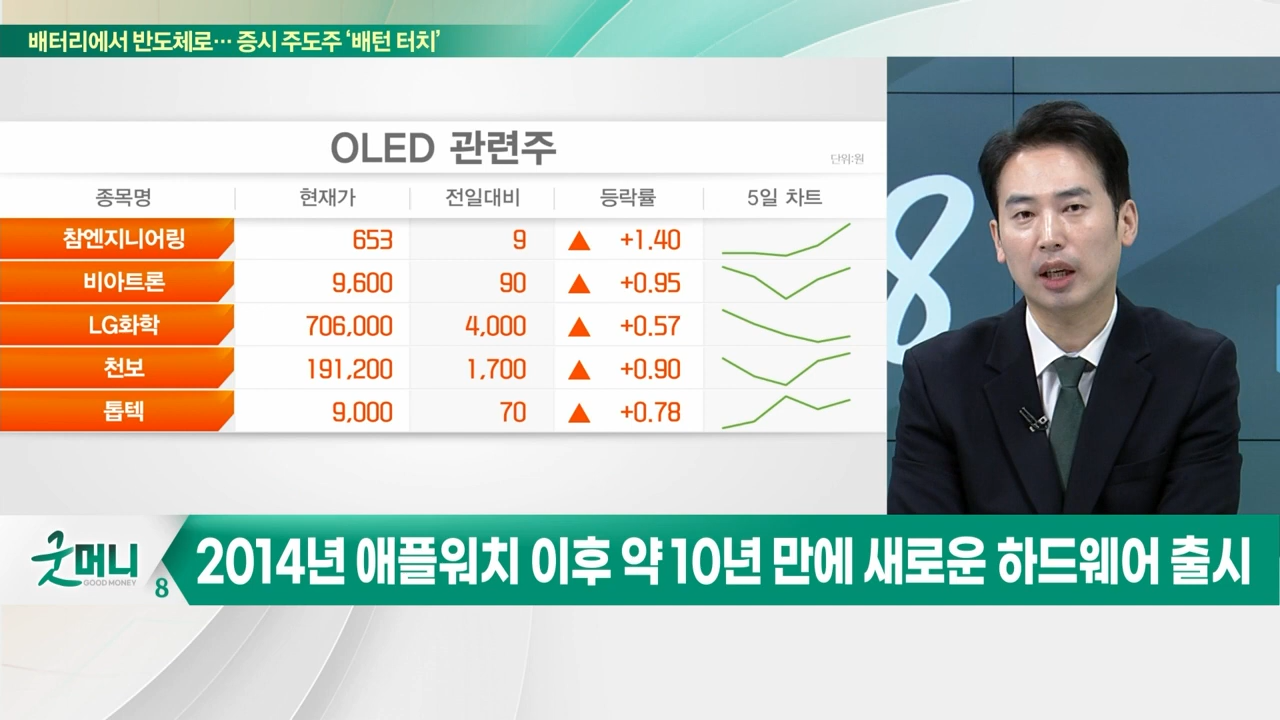 배터리에서 반도체로… 증시 주도주 ‘배턴 터치’
OLED 관련주
단위:원
종목명 현재가 전일대비 등락률 5일 차트
참엔지니어링 653 9 ▲ +1.40
비아트론 9,600 90 ▲ +0.95
LG화학 706,000 4,000 ▲ +0.57
천보 191,200 1,700 ▲ +0.90
톱텍 9,000 70 ▲ +0.78
8
굿머니
GOOD MONEY
8
2014년 애플워치 이후 약 10년 만에 새로운 하드웨어 출시